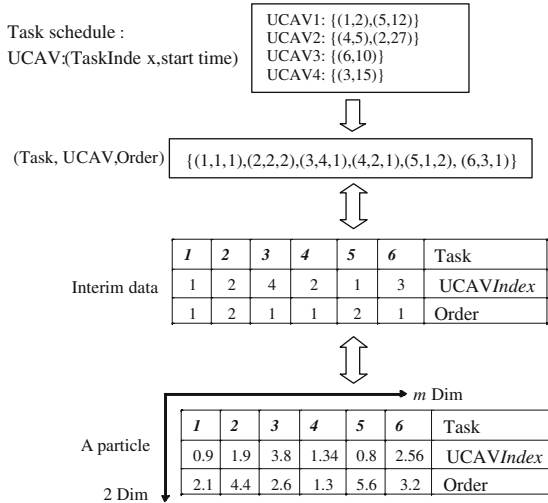 Task schedule :
UCAV:(TaskInde x,start time)
UCAV1: {(1,2),(5,12)}
UCAV2: {(4,5),(2,27)}
UCAV3: {(6,10)}
UCAV4: {(3,15)}
(Task, UCAV,Order)
{(1,1,1),(2,2,2),(3,4,1),(4,2,1),(5,1,2), (6,3,1)}
Interim data
1 2 3 4 5 6 Task
1 2 4 2 1 3 UCAVIndex
1 2 1 1 2 1 Order
m Dim
A particle
2 Dim
1 2 3 4 5 6 Task
0.9 1.9 3.8 1.34 0.8 2.56 UCAVIndex
2.1 4.4 2.6 1.3 5.6 3.2 Order